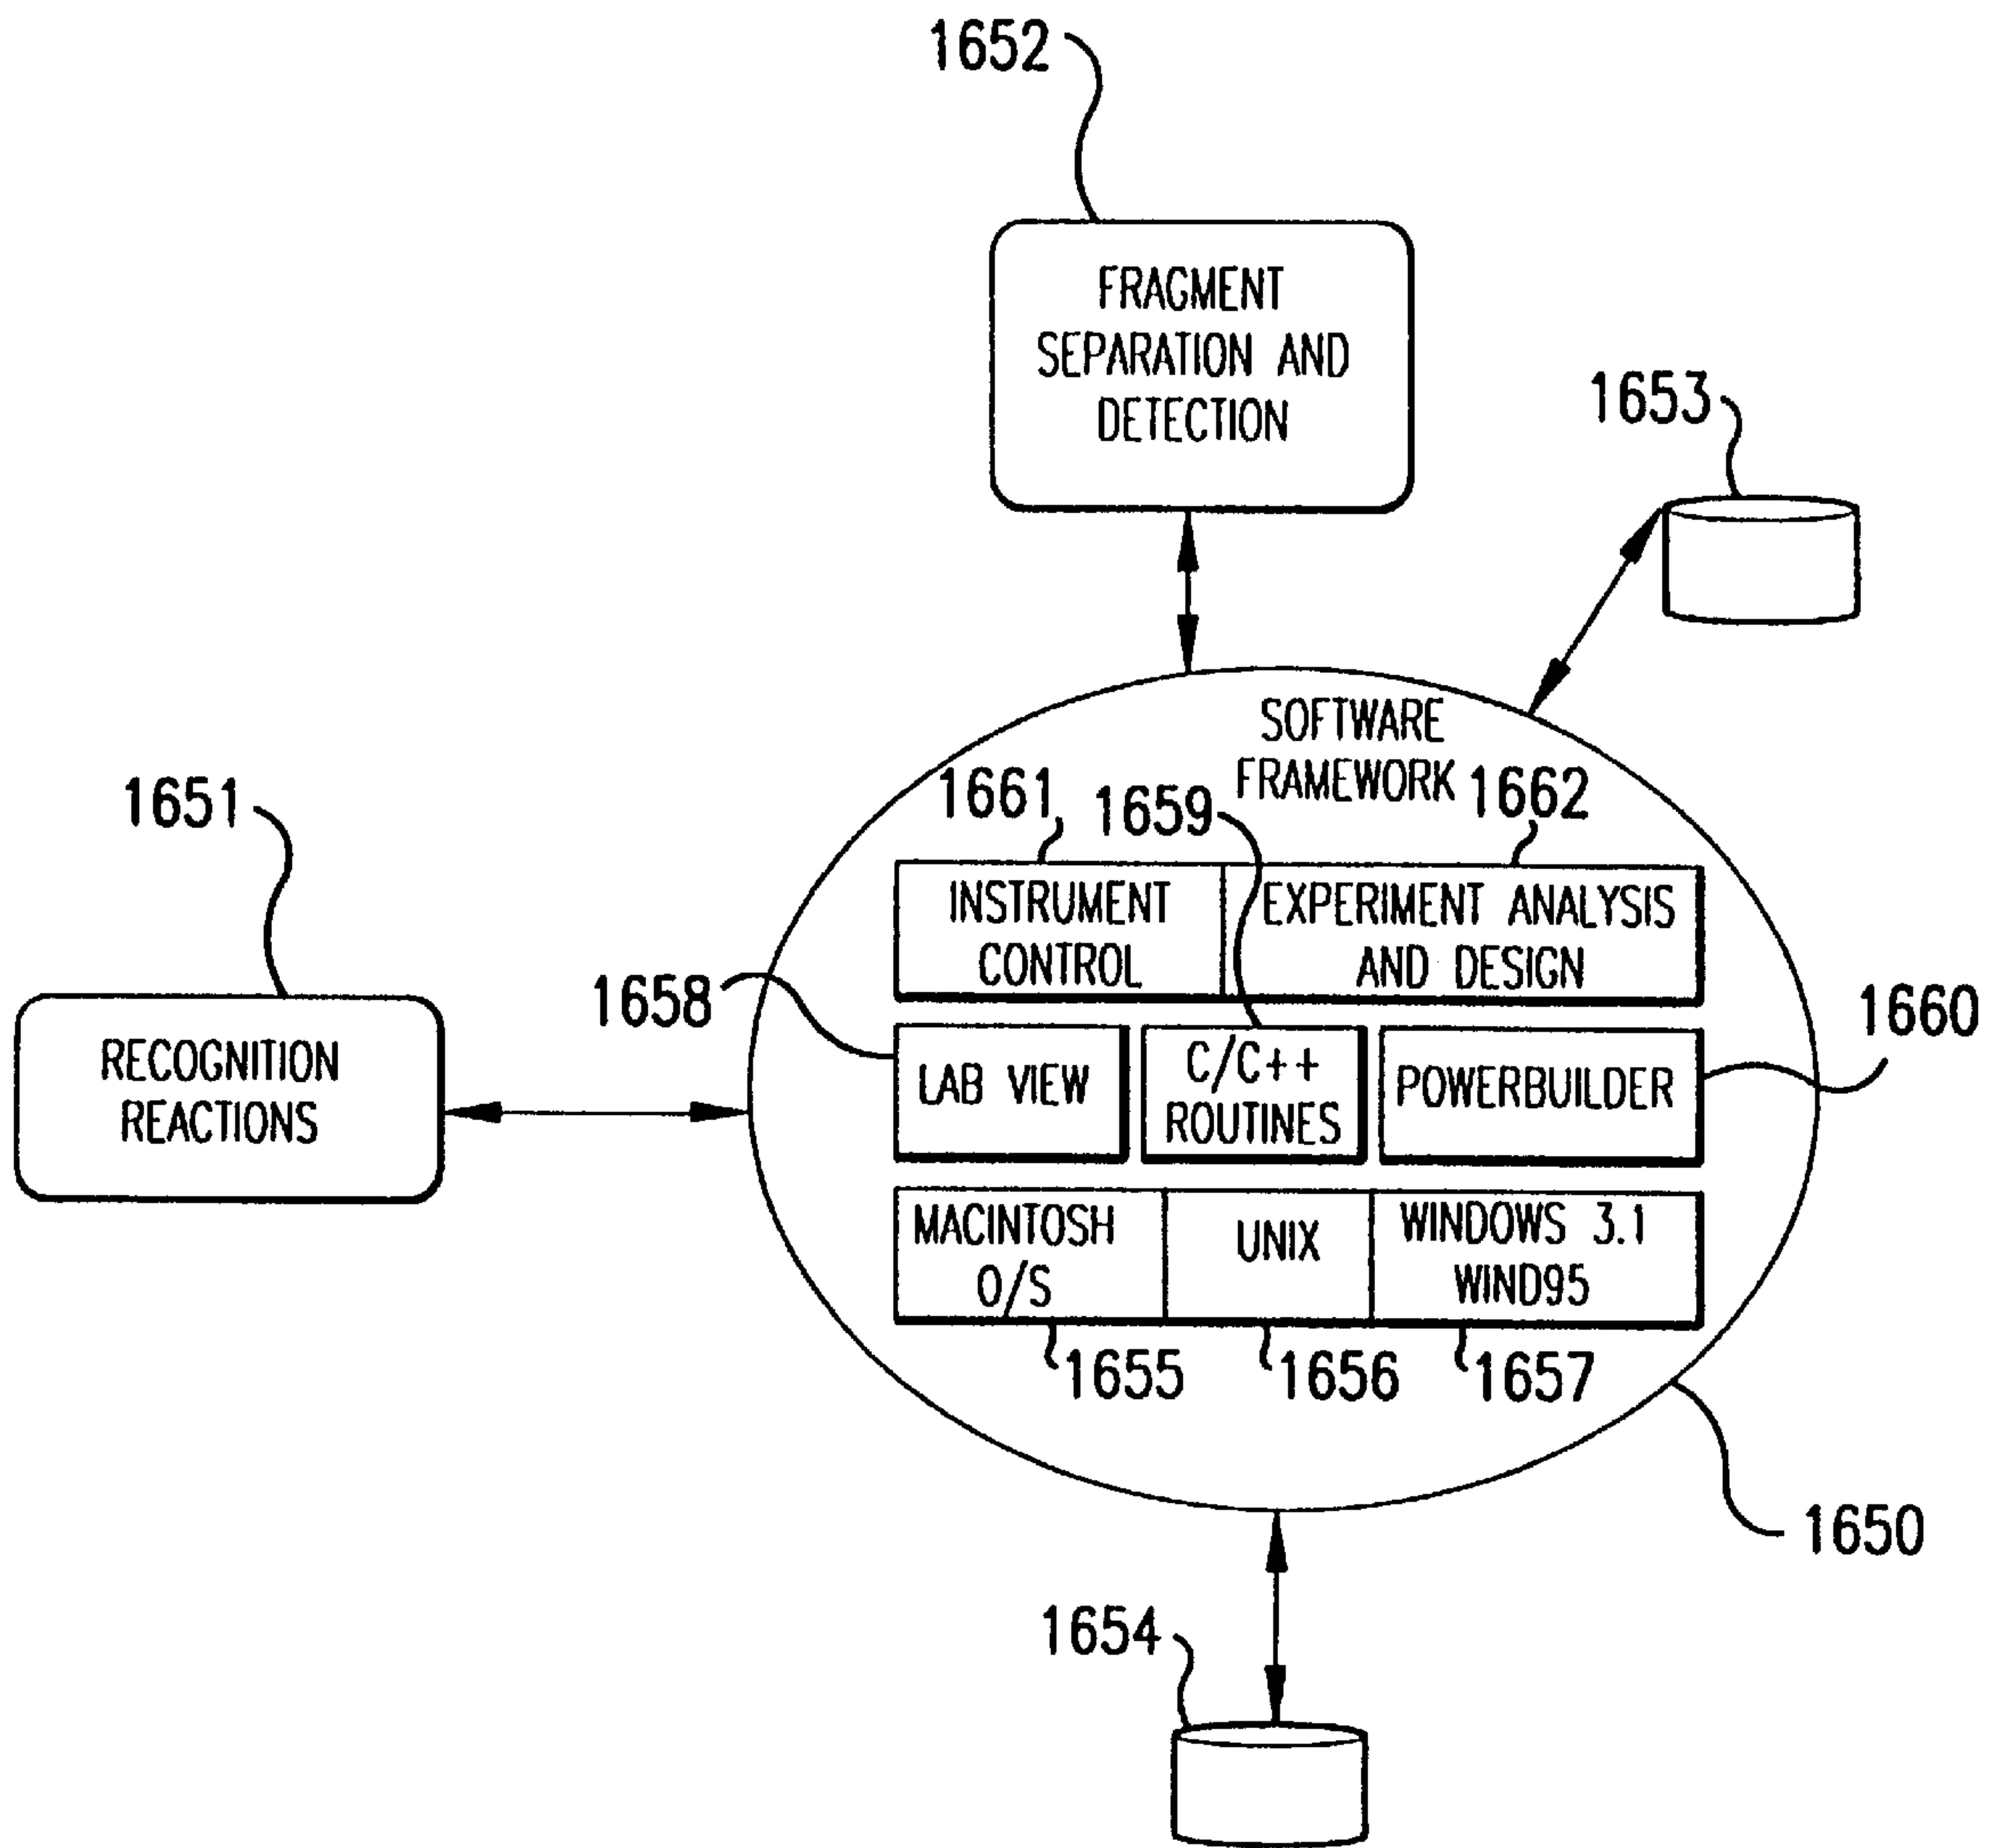 1652
FRAGMENT
SEPARATION AND
DETECTION
1653
SOFTWARE
FRAMEWORK
1651
1661
1659
1662
INSTRUMENT
CONTROL
EXPERIMENT ANALYSIS
AND DESIGN
1658
1660
RECOGNITION
REACTIONS
LAB VIEW
C/C++
ROUTINES
POWERBUILDER
MACINTOSH
O/S
UNIX
WINDOWS 3.1
WIND95
1655
1656
1657
1650
1654